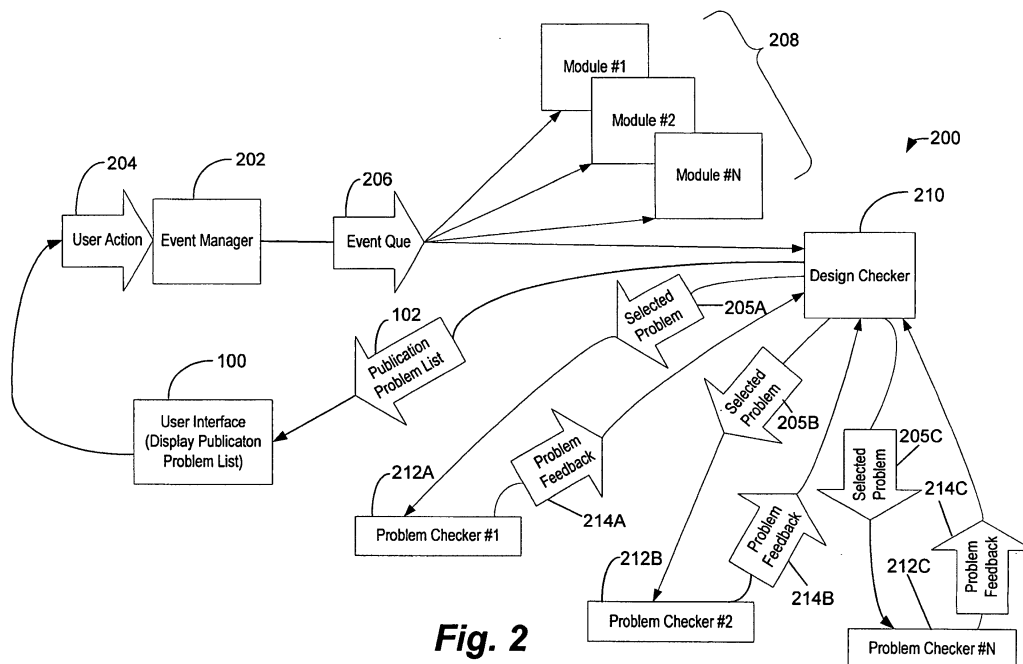 208
Module #1
Module #2
Module #N
200
204
202
206
210
User Action
Event Manager
Event Que
Design Checker
102
Publication
Problem List
Selected
Problem
205A
100
User Interface
(Display Publicaton
Problem List)
Selected
Problem
205B
Selected
Problem
205C
212A
Problem
Feedback
214A
Problem Checker #1
212B
Problem
Feedback
214B
Problem Checker #2
214C
212C
Problem
Feedback
Problem Checker #N
Fig. 2